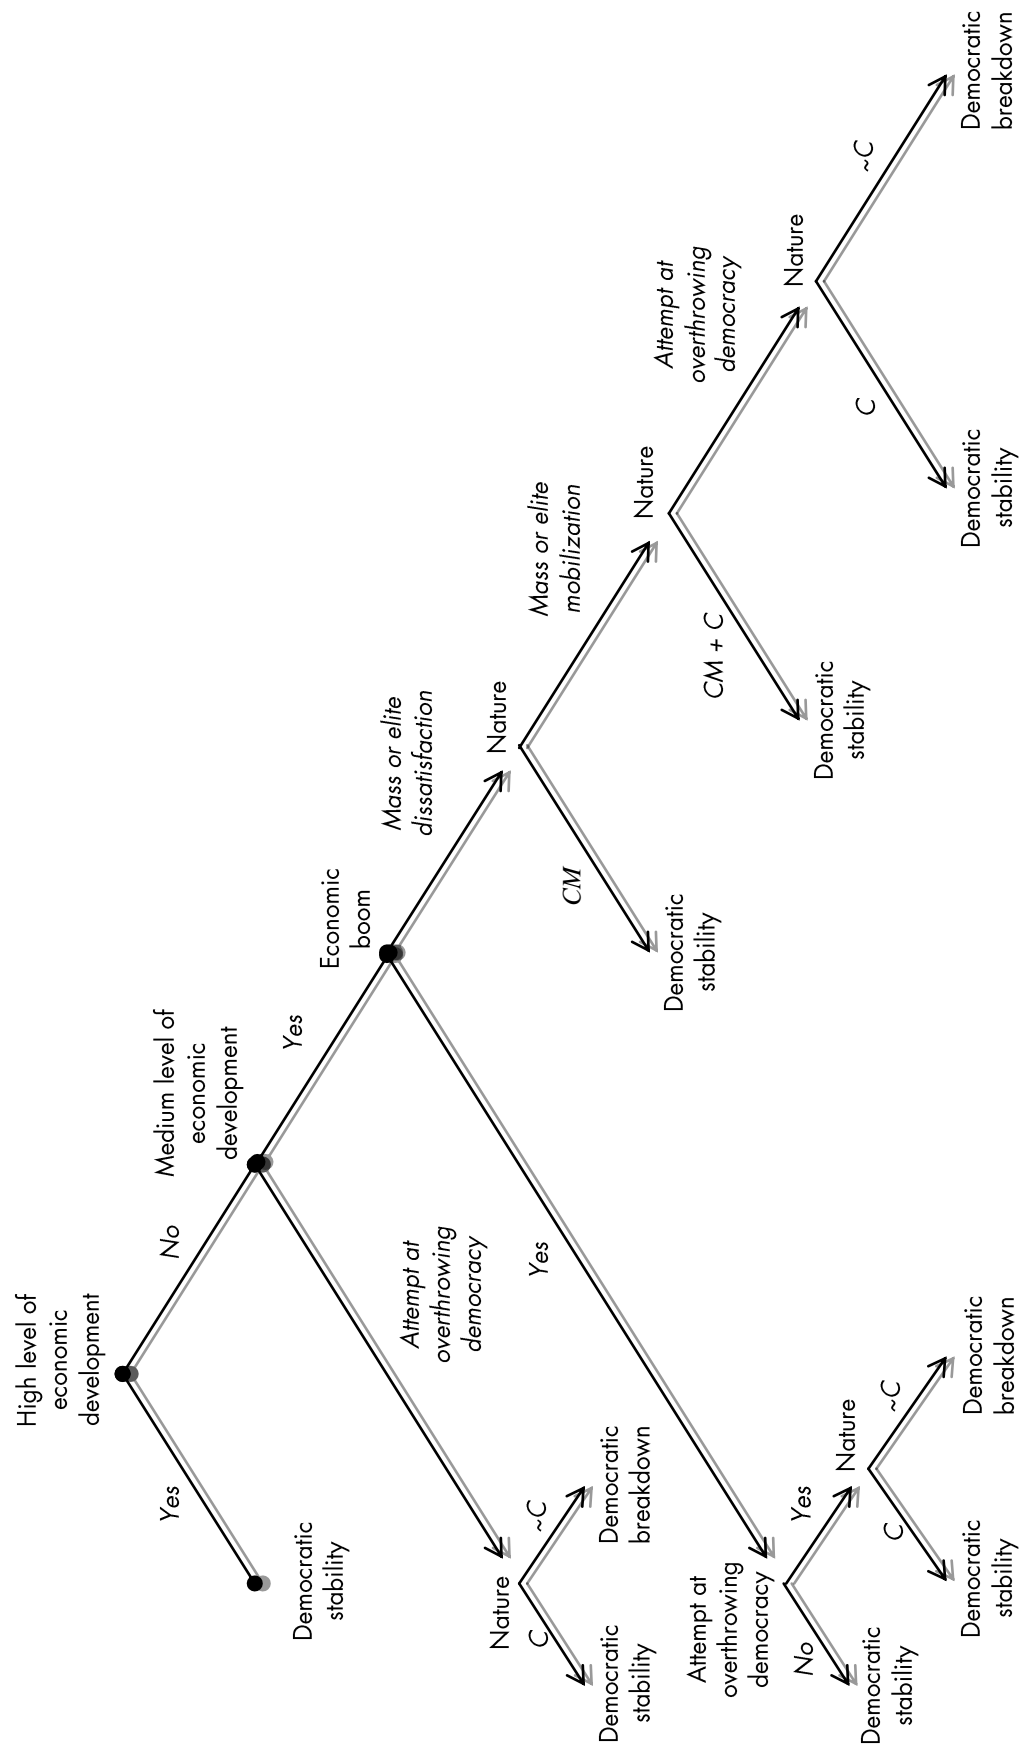 High level of
economic
development
Yes
No
Democratic
stability
Medium level of
economic
development
Yes
Attempt at
overthrowing
democracy
Nature
C
~C
Democratic
stability
Democratic
breakdown
Economic
boom
Yes
Attempt at
overthrowing
democracy
No
Yes
Democratic
stability
Nature
C
~C
Democratic
stability
Democratic
breakdown
Mass or elite
dissatisfaction
Nature
CM
Democratic
stability
Mass or elite
mobilization
Nature
CM + C
Democratic
stability
Attempt at
overthrowing
democracy
Nature
C
~C
Democratic
stability
Democratic
breakdown